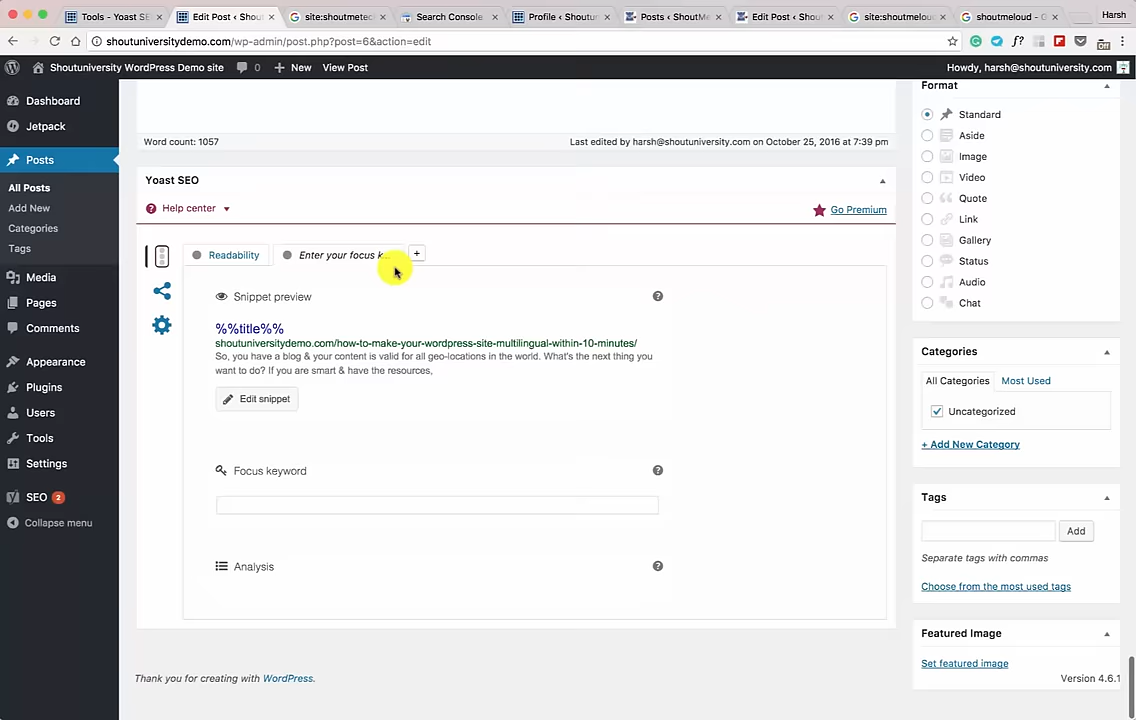 Tools - Yoast SE
Edit Post ‹ Shout
site:shoutmetec
Search Console
Profile ‹ Shoutun
Posts ‹ ShoutMe
Edit Post ‹ Shout
site:shoutmelou
shoutmeloud - G
Harsh
shoutuniversitydemo.com/wp-admin/post.php?post=6&action=edit
Off
Shoutuniversity WordPress Demo site
0
+ New
View Post
Howdy, harsh@shoutuniversity.com
Dashboard
Jetpack
Posts
All Posts
Add New
Categories
Tags
Media
Pages
Comments
Appearance
Plugins
Users
Tools
Settings
SEO 2
Collapse menu
Word count: 1057
Last edited by harsh@shoutuniversity.com on October 25, 2016 at 7:39 pm
Yoast SEO
Help center
Go Premium
Readability
Enter your focus k...
+
Snippet preview
%%title%%
shoutuniversitydemo.com/how-to-make-your-wordpress-site-multilingual-within-10-minutes/
So, you have a blog & your content is valid for all geo-locations in the world. What's the next thing you
want to do? If you are smart & have the resources,
Edit snippet
Focus keyword
Analysis
Thank you for creating with WordPress.
Format
Standard
Aside
Image
Video
Quote
Link
Gallery
Status
Audio
Chat
Categories
All Categories
Most Used
Uncategorized
+ Add New Category
Tags
Add
Separate tags with commas
Choose from the most used tags
Featured Image
Set featured image
Version 4.6.1